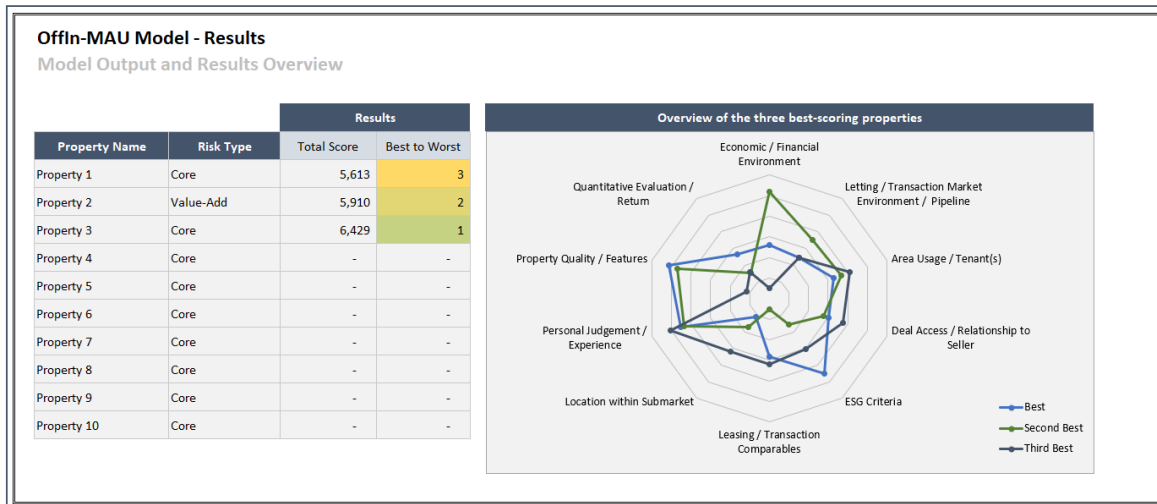 OffIn-MAU Model - Results
Model Output and Results Overview
Results
Property Name Risk Type Total Score Best to Worst
Property 1 Core 5,613 3
Property 2 Value-Add 5,910 2
Property 3 Core 6,429 1
Property 4 Core - -
Property 5 Core - -
Property 6 Core - -
Property 7 Core - -
Property 8 Core - -
Property 9 Core - -
Property 10 Core - -
Overview of the three best-scoring properties
Economic / Financial
Environment
Letting / Transaction Market
Environment / Pipeline
Area Usage / Tenant(s)
Deal Access / Relationship to
Seller
ESG Criteria
Leasing / Transaction
Comparables
Location within Submarket
Personal Judgement /
Experience
Property Quality / Features
Quantitative Evaluation /
Return
Best
Second Best
Third Best